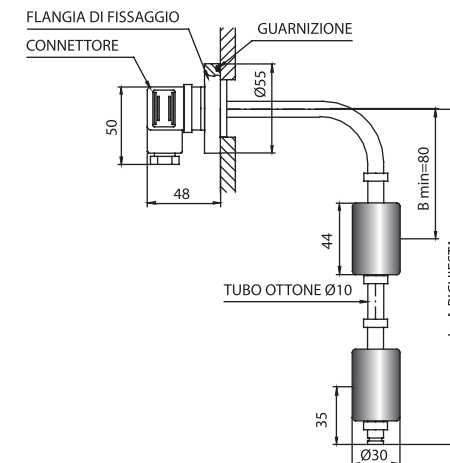 FLANGIA DI FISSAGGIO
GUARNIZIONE
CONNETTORE
Ø55
50
48
B min=80
44
TUBO OTTONE Ø10
35
Ø30